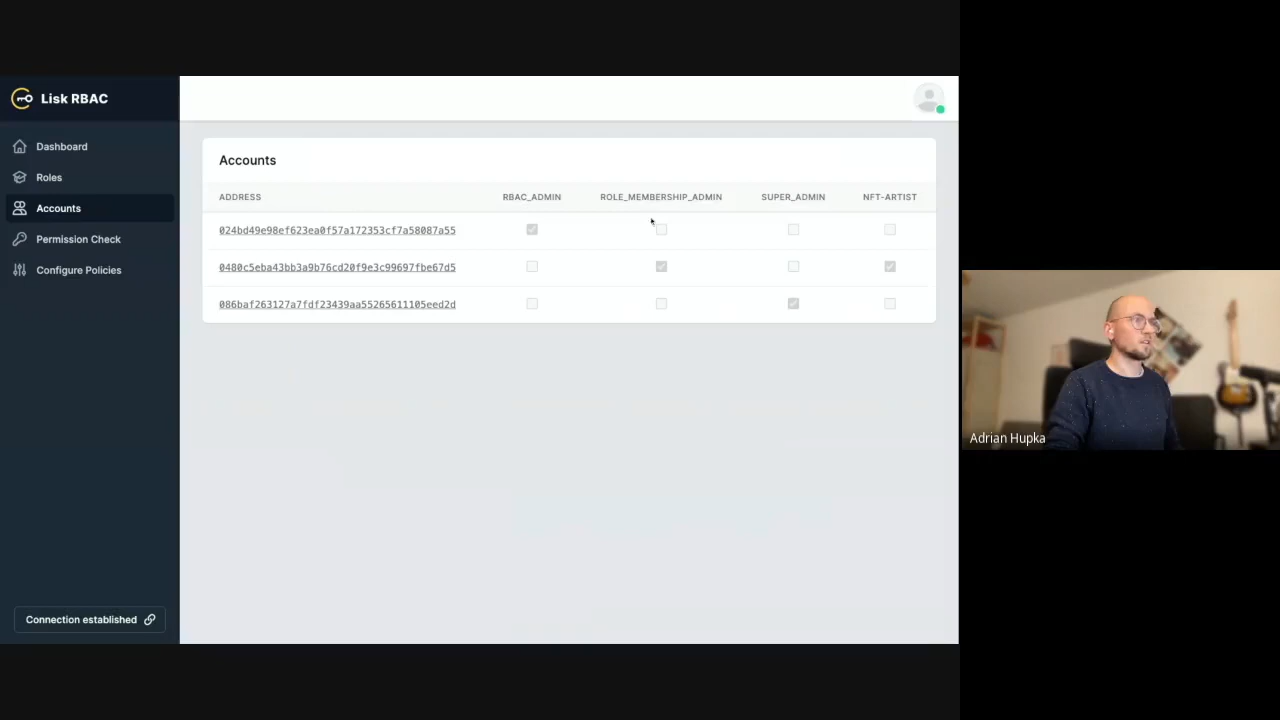 Lisk RBAC
Dashboard
Roles
Accounts
Permission Check
Configure Policies
Connection established
Accounts
ADDRESS RBAC_ADMIN ROLE_MEMBERSHIP_ADMIN SUPER_ADMIN NFT-ARTIST
024bd49e98ef623ea0f57a172353cf7a58087a55
0480c5eba43bb3a9b76cd20f9e3c99697fbe67d5
086baf263127a7fdf23439aa55265611105eed2d
Adrian Hupka